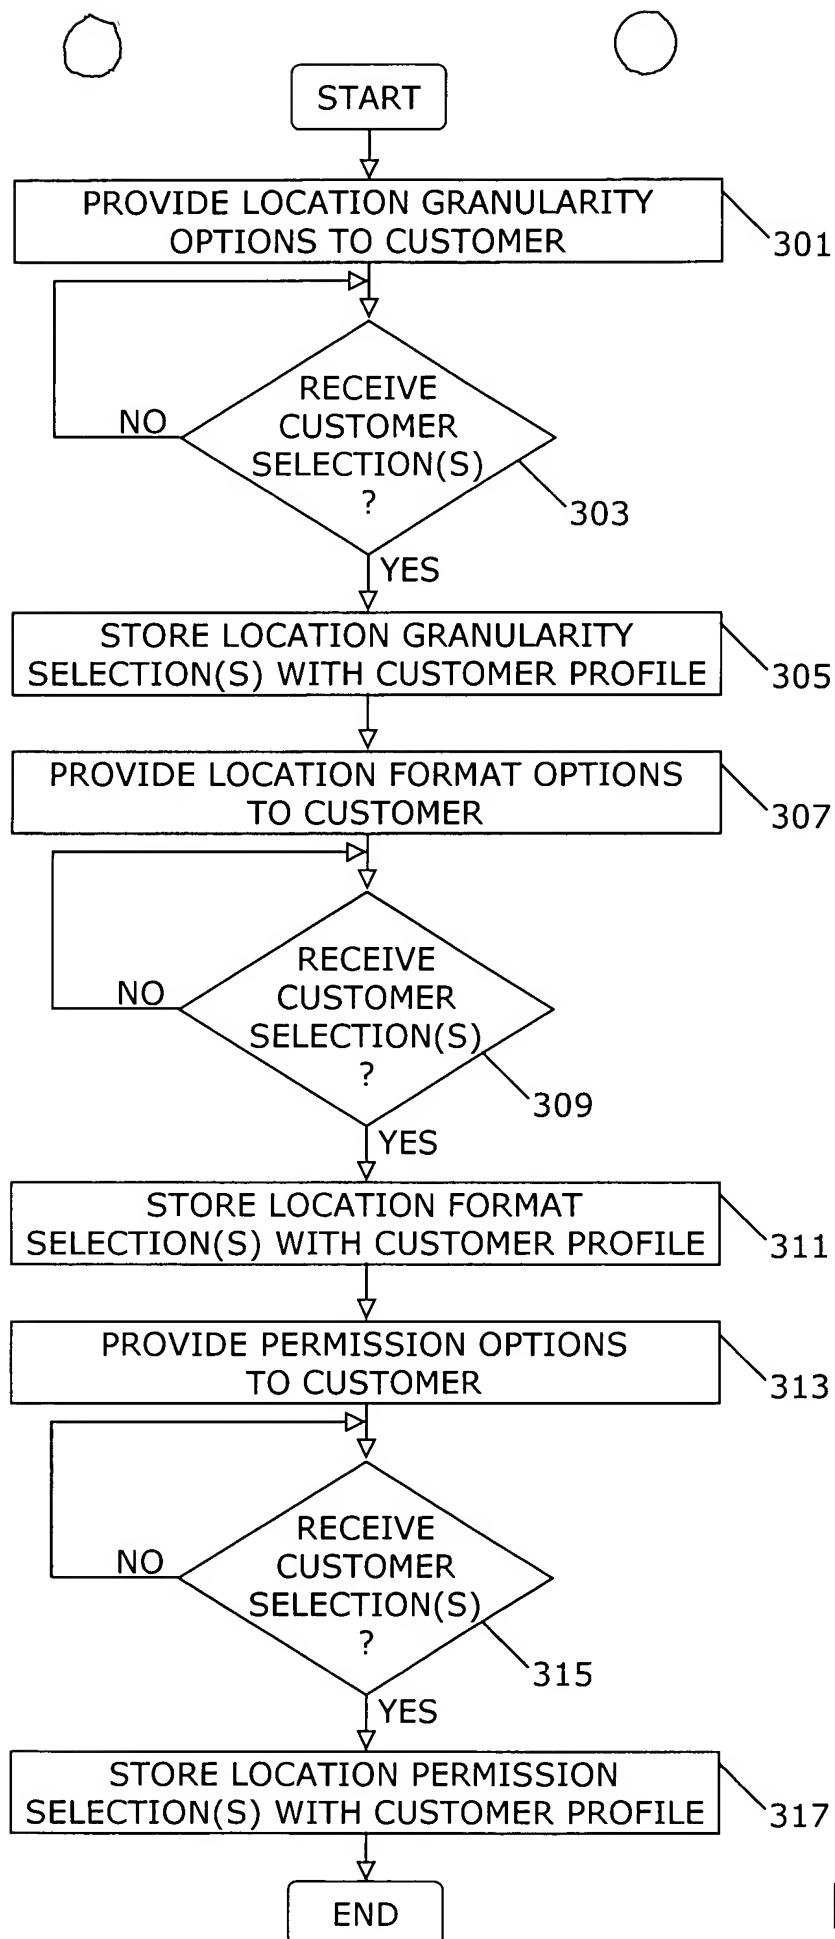 START
PROVIDE LOCATION GRANULARITY
OPTIONS TO CUSTOMER
301
RECEIVE
CUSTOMER
SELECTION(S)
?
NO
303
YES
STORE LOCATION GRANULARITY
SELECTION(S) WITH CUSTOMER PROFILE
305
PROVIDE LOCATION FORMAT OPTIONS
TO CUSTOMER
307
RECEIVE
CUSTOMER
SELECTION(S)
?
NO
309
YES
STORE LOCATION FORMAT
SELECTION(S) WITH CUSTOMER PROFILE
311
PROVIDE PERMISSION OPTIONS
TO CUSTOMER
313
RECEIVE
CUSTOMER
SELECTION(S)
?
NO
315
YES
STORE LOCATION PERMISSION
SELECTION(S) WITH CUSTOMER PROFILE
317
END